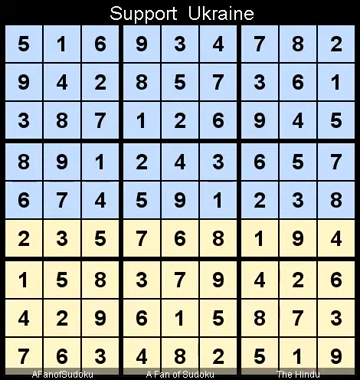 Support Ukraine
5 1 6 9 3 4 7 8 2
9 4 2 8 5 7 3 6 1
3 8 7 1 2 6 9 4 5
8 9 1 2 4 3 6 5 7
6 7 4 5 9 1 2 3 8
2 3 5 7 6 8 1 9 4
1 5 8 3 7 9 4 2 6
4 2 9 6 1 5 8 7 3
7 6 3 4 8 2 5 1 9
AFanofSudoku A Fan of Sudoku The Hindu